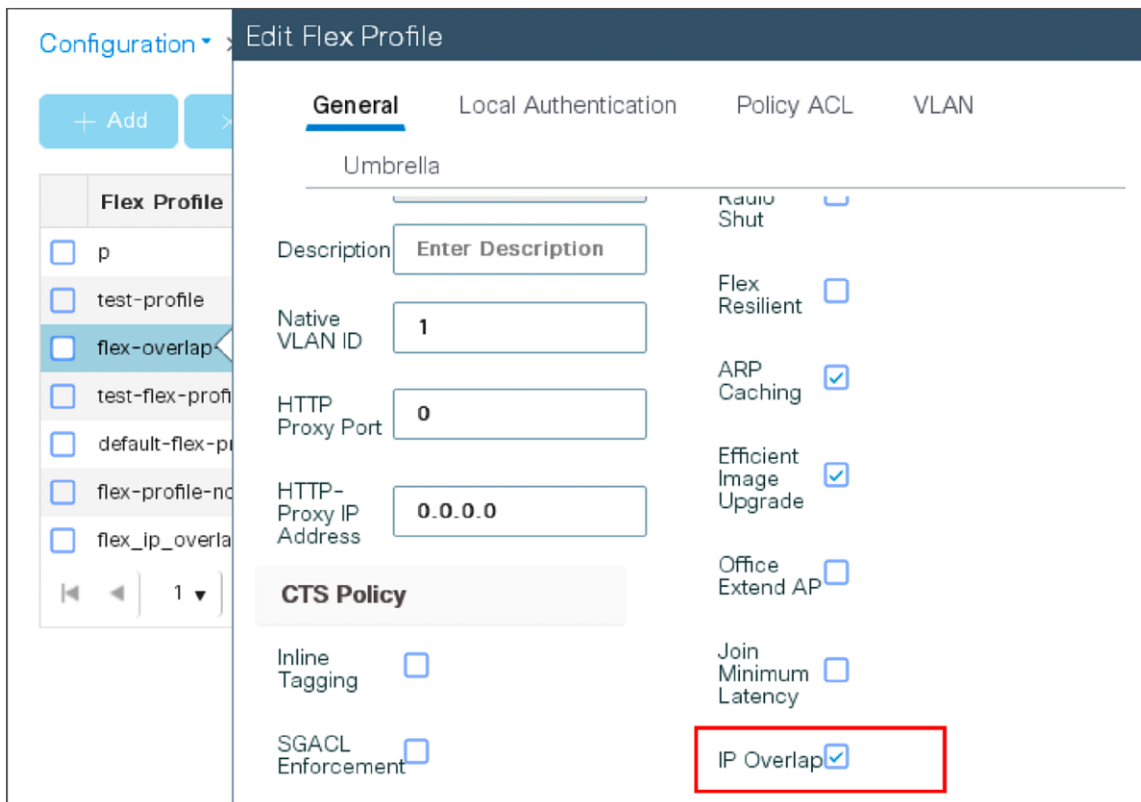 Configuration
Edit Flex Profile
+ Add
General
Local Authentication
Policy ACL
VLAN
Umbrella
Flex Profile
p
test-profile
flex-overlap-
test-flex-profi
default-flex-pr
flex-profile-no
flex_ip_overla
1
Description
Enter Description
Native
VLAN ID
1
HTTP
Proxy Port
0
HTTP-
Proxy IP
Address
0.0.0.0
CTS Policy
Inline
Tagging
SGACL
Enforcement
Radio
Shut
Flex
Resilient
ARP
Caching
Efficient
Image
Upgrade
Office
Extend AP
Join
Minimum
Latency
IP Overlap